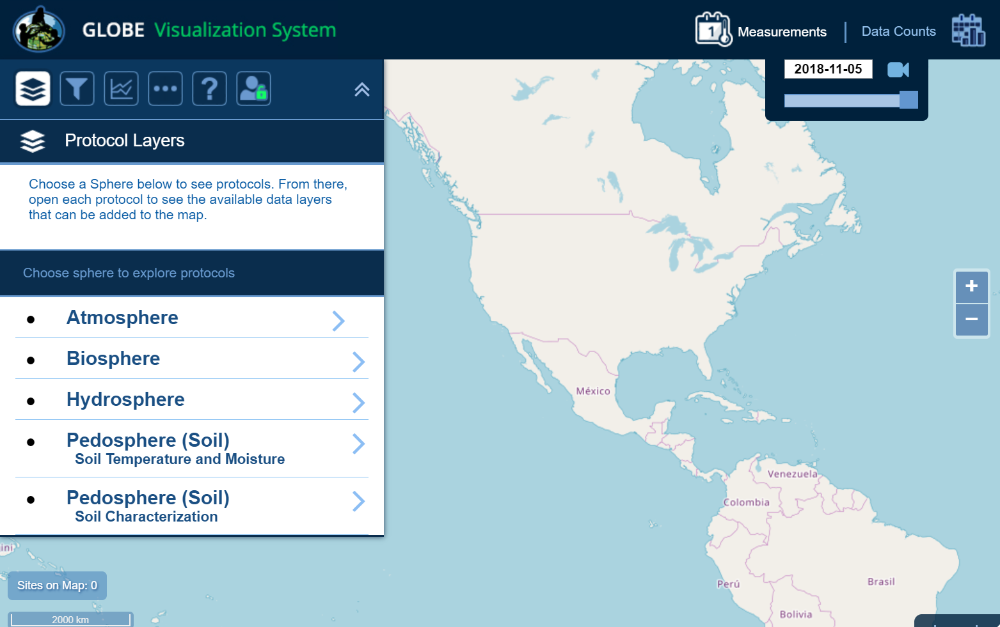 GLOBE Visualization System
Measurements
Data Counts
1
2018-11-05
?
Protocol Layers
Choose a Sphere below to see protocols. From there,
open each protocol to see the available data layers
that can be added to the map.
Choose sphere to explore protocols
Atmosphere
Biosphere
Hydrosphere
Pedosphere (Soil)
Soil Temperature and Moisture
Pedosphere (Soil)
Soil Characterization
+
−
México
Venezuela
Colombia
Perú
Brasil
Bolivia
ini
Sites on Map: 0
2000 km